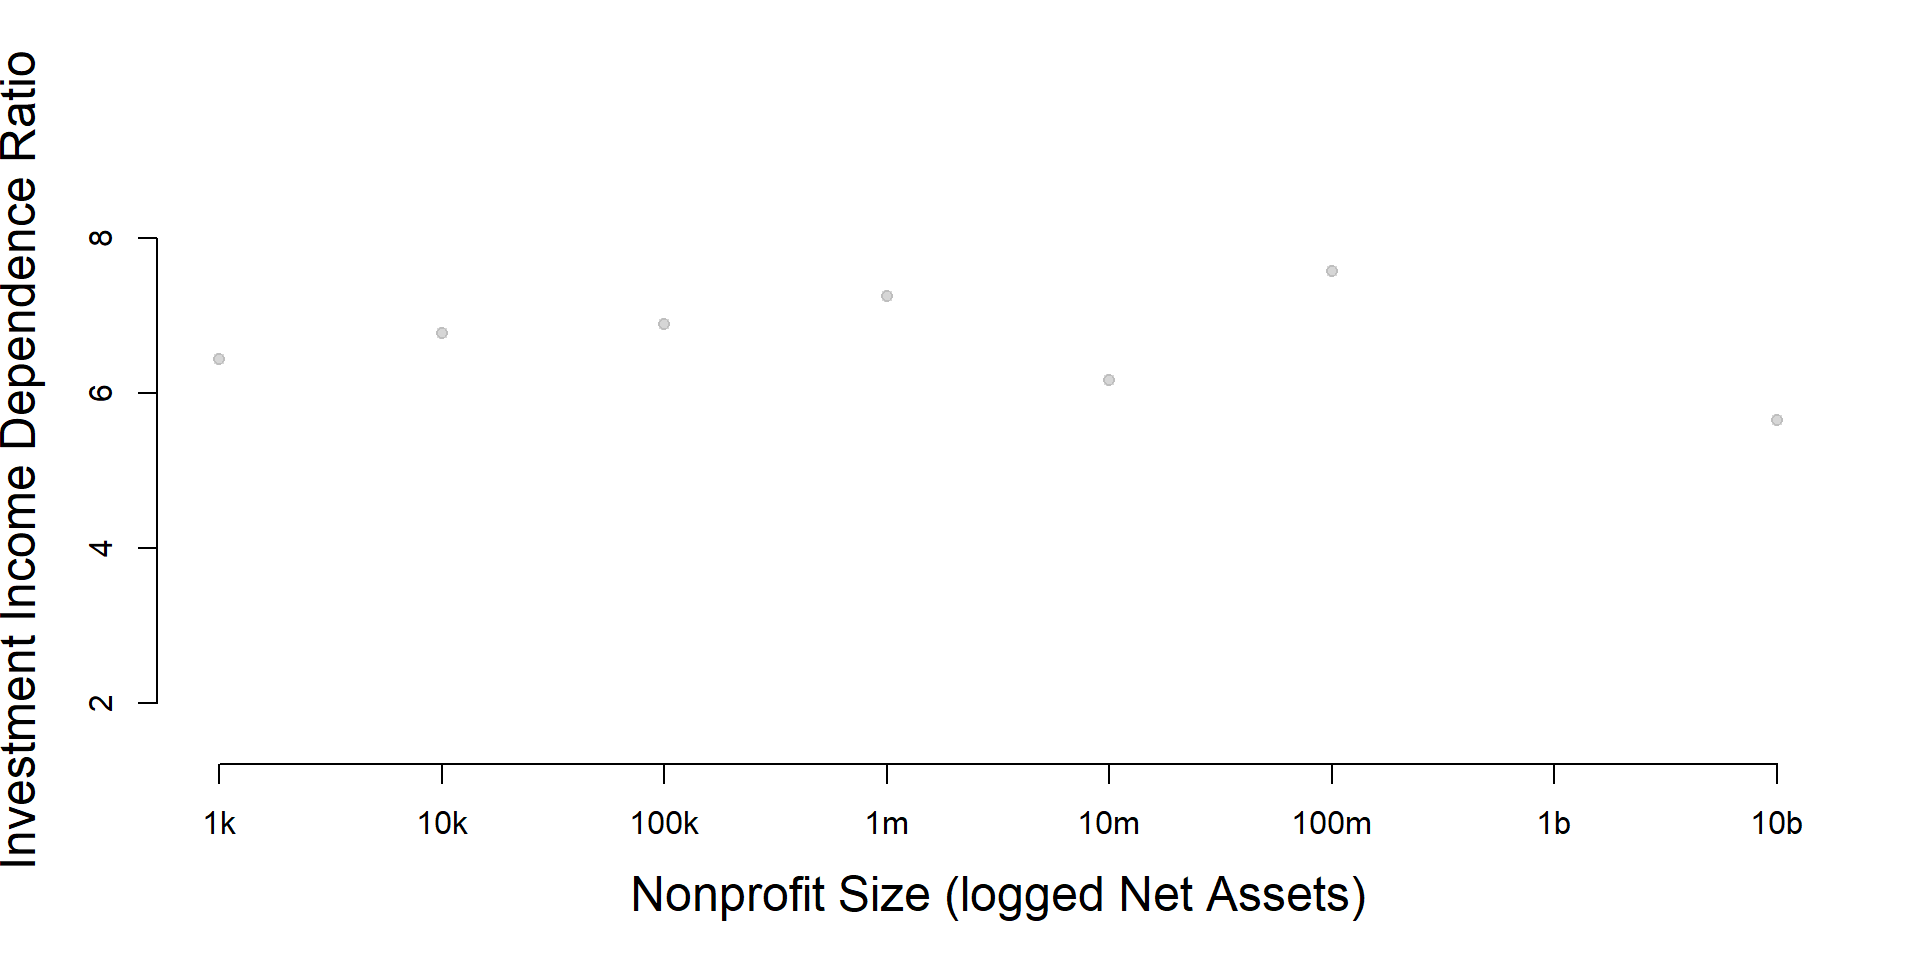 Investment Income Dependence Ratio
8
6
4
2
1k 10k 100k 1m 10m 100m 1b 10b
Nonprofit Size (logged Net Assets)